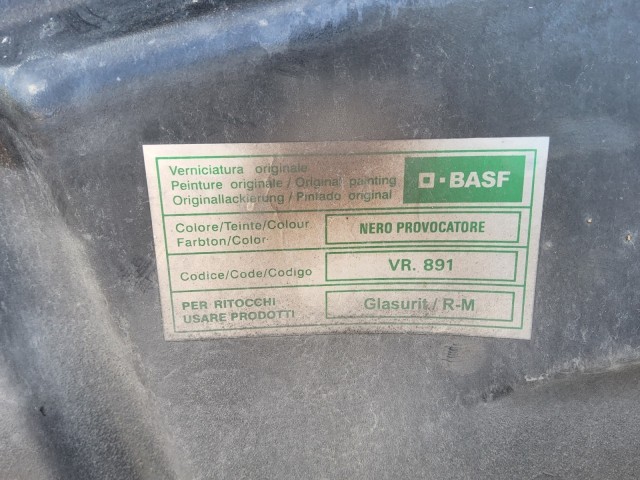 Verniciatura originale
Peinture originale / Original painting
Originallackierung / Pintado original
BASF
Colore/Teinte/Colour
Farbton/Color
NERO PROVOCATORE
Codice/Code/Codigo
VR. 891
PER RITOCCHI
USARE PRODOTTI
Glasurit / R-M